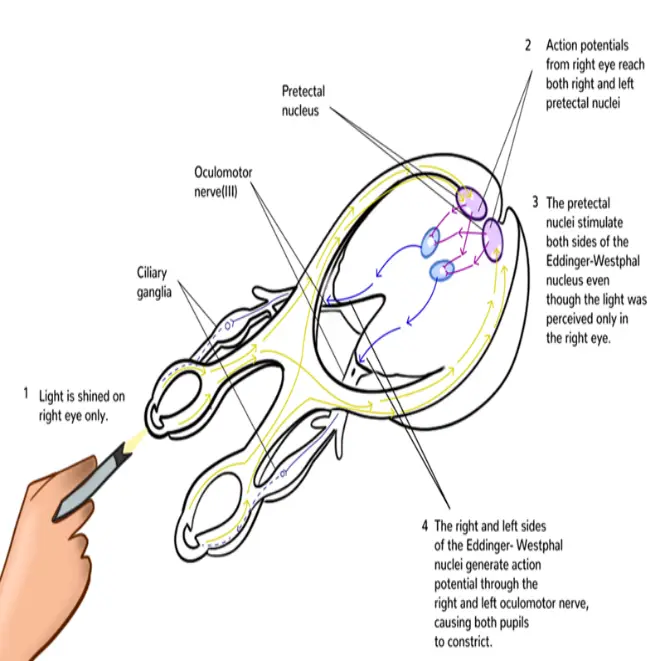 2 Action potentials
from right eye reach
both right and left
pretectal nuclei
Pretectal
nucleus
Oculomotor
nerve(III)
3 The pretectal
nuclei stimulate
both sides of the
Eddinger-Westphal
nucleus even
though the light was
perceived only in
the right eye.
Ciliary
ganglia
1 Light is shined on
right eye only.
4 The right and left sides
of the Eddinger- Westphal
nuclei generate action
potential through the
right and left oculomotor nerve,
causing both pupils
to constrict.